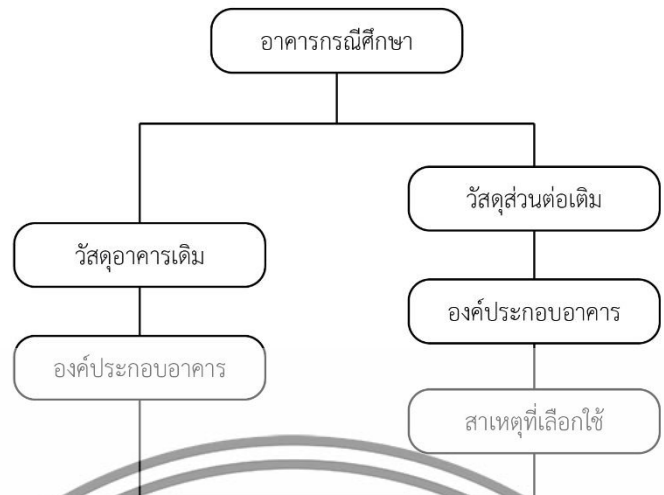 อาคารกรณีศึกษา
วัสดุส่วนต่อเติม
วัสดุอาคารเดิม
องค์ประกอบอาคาร
องค์ประกอบอาคาร
สาเหตุที่เลือกใช้